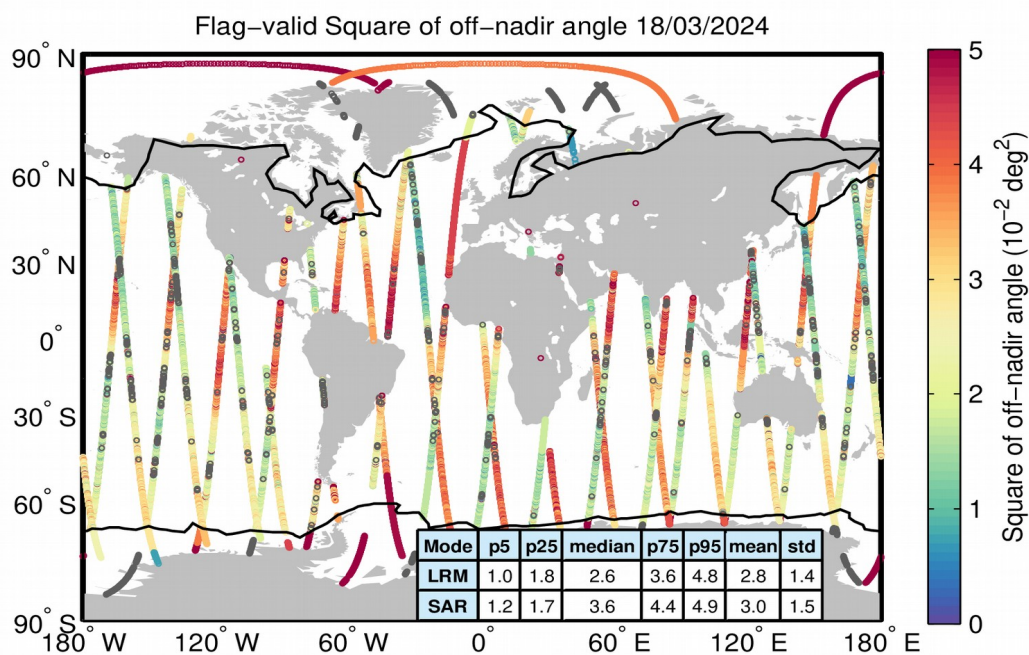 Flag-valid Square of off-nadir angle 18/03/2024
90° N
60° N
30° N
0°
30° S
60° S
90° S
180° W
120° W
60° W
0°
60° E
120° E
180° E
Mode p5 p25 median p75 p95 mean std
LRM 1.0 1.8 2.6 3.6 4.8 2.8 1.4
SAR 1.2 1.7 3.6 4.4 4.9 3.0 1.5
5
4
3
2
1
0
Square of off-nadir angle (10⁻² deg²)